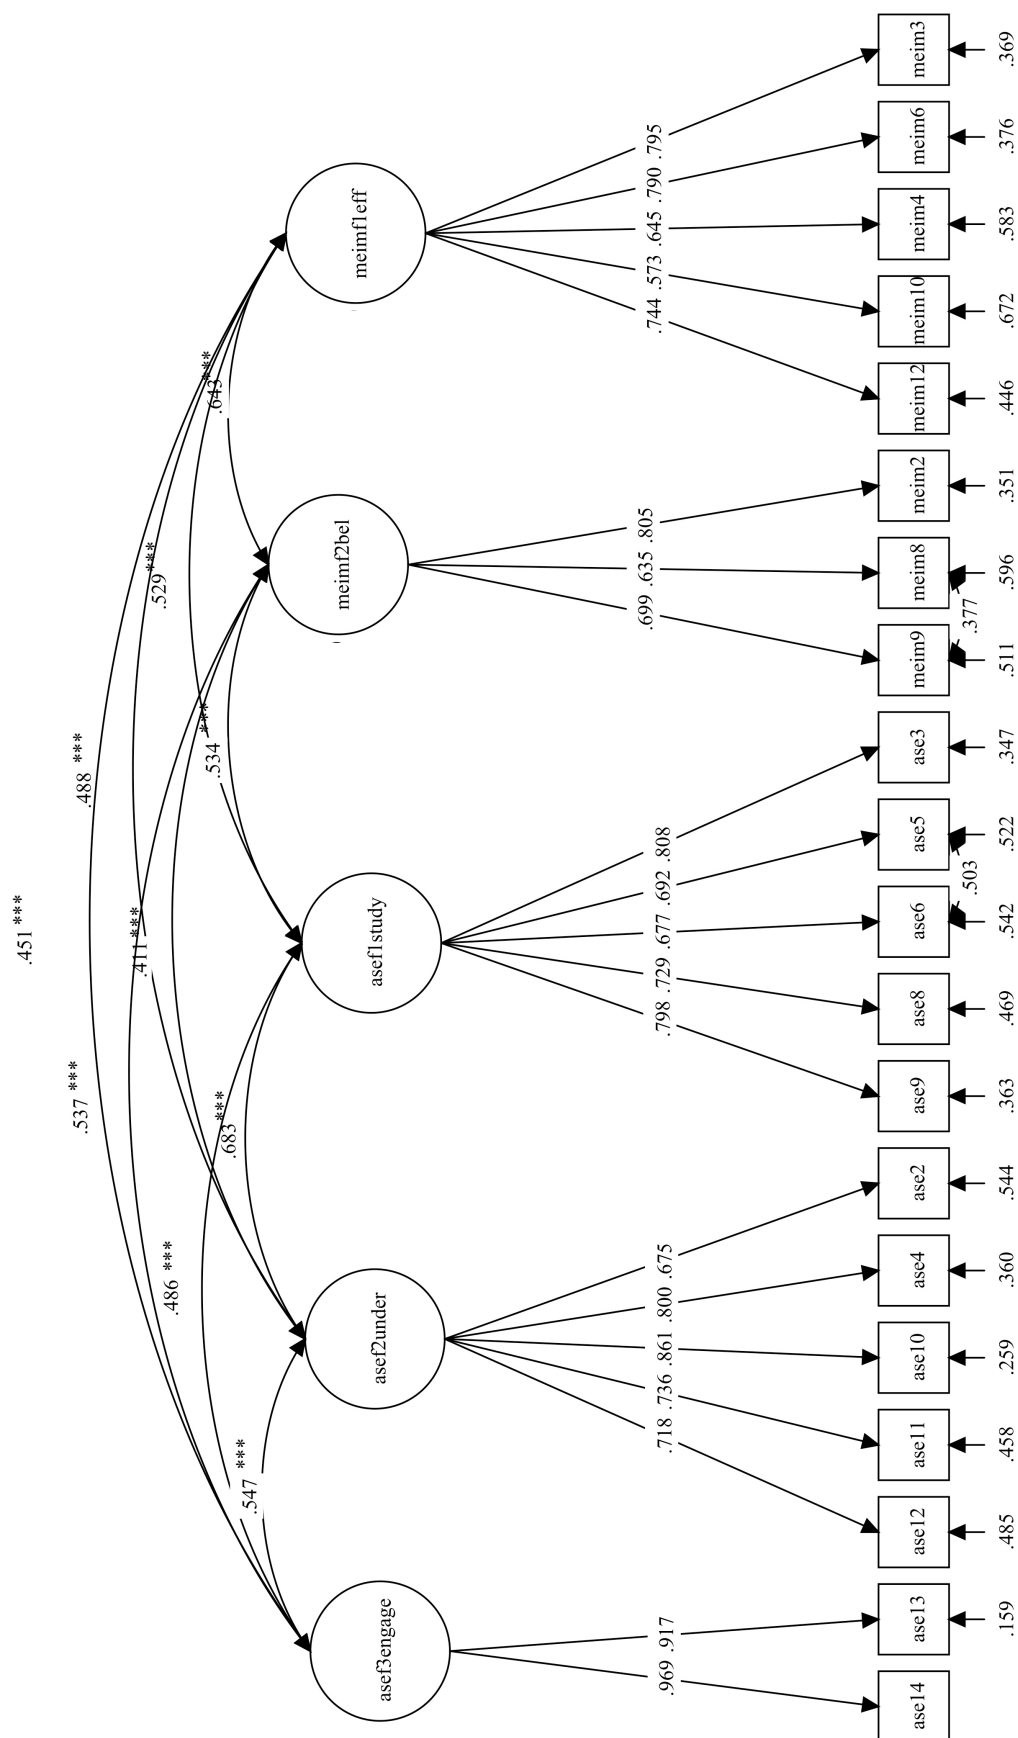 meimf1eff
meimf2bel
asef1study
asef2under
asef3engage
meim3
meim6
meim4
meim10
meim12
meim2
meim8
meim9
ase3
ase5
ase6
ase8
ase9
ase2
ase4
ase10
ase11
ase12
ase13
ase14
.744 .573 .645 .790 .795
.699 .635 .805
.798 .729 .677 .692 .808
.718 .736 .861 .800 .675
.969 .917
.369
.376
.583
.672
.446
.351
.596
.511
.347
.522
.542
.469
.363
.544
.360
.259
.458
.485
.159
.377
.503
.643 ***
.529 ***
.534 ***
.488 ***
.451 ***
.411 ***
.537 ***
.683 ***
.486 ***
.547 ***